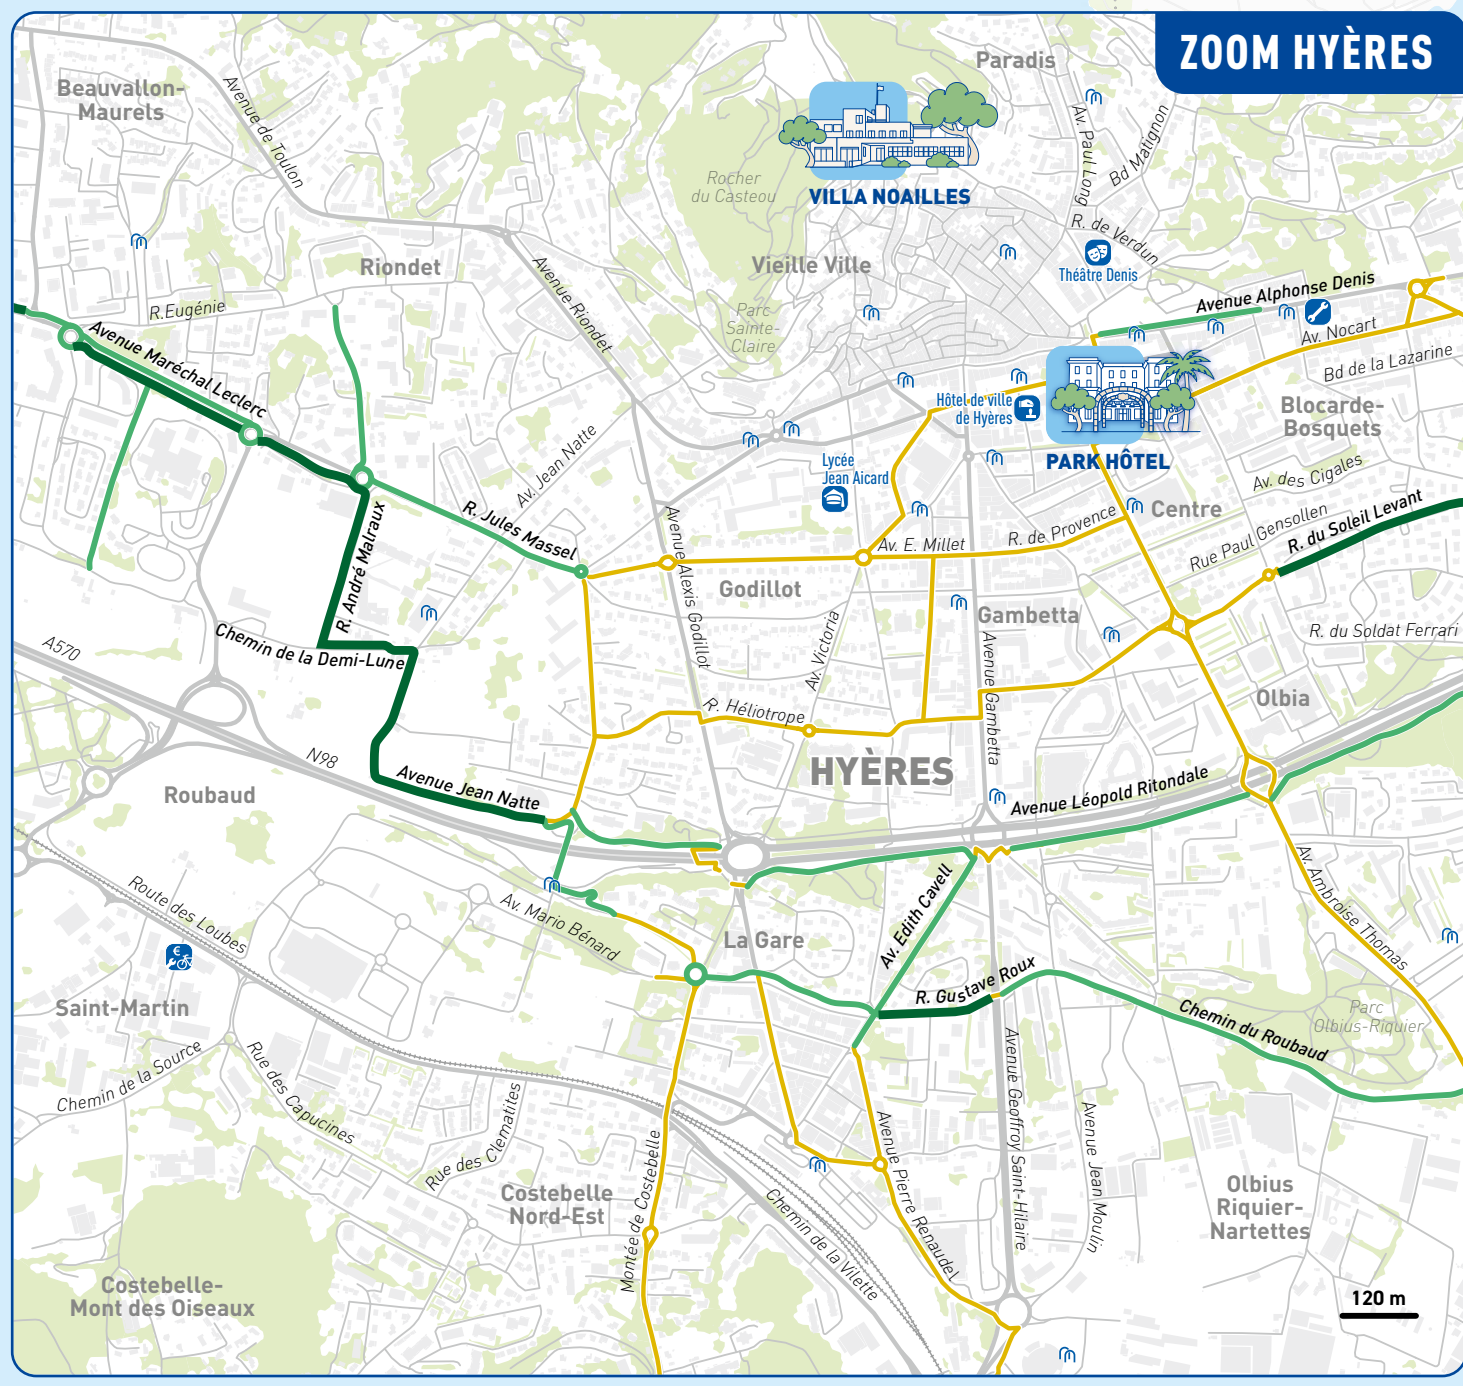 ZOOM HYÈRES
Paradis
Beauvallon-
Maurels
Avenue de Toulon
Av. Paul Long
Bd Matignon
Rocher
du Casteou
VILLA NOAILLES
R. de Verdun
Théâtre Denis
Riondet
Vieille Ville
Avenue Riondet
Avenue Alphonse Denis
R.Eugénie
Parc
Sainte-
Claire
Av. Nocart
Avenue Maréchal Leclerc
Bd de la Lazarine
Hôtel de ville
de Hyères
Blocarde-
Bosquets
PARK HÔTEL
Av. Jean Natte
Lycée
Jean Aicard
Av. des Cigales
R. Jules Massel
Avenue Alexis Godillot
R. de Provence
Centre
Rue Paul Gensollen
R. du Soleil Levant
Av. E. Millet
R. André Malraux
Godillot
Gambetta
Av. Victoria
Avenue Gambetta
R. du Soldat Ferrari
A570
Chemin de la Demi-Lune
R. Héliotrope
Olbia
N98
HYÈRES
Avenue Jean Natte
Roubaud
Avenue Léopold Ritondale
Route des Loubes
Av. Mario Bénard
La Gare
Av. Edith Cavell
Av. Ambroise Thomas
R. Gustave Roux
Saint-Martin
Parc
Olbius-Riquier
Chemin du Roubaud
Chemin de la Source
Rue des Capucines
Rue des Clematites
Avenue Geoffroy Saint-Hilaire
Avenue Jean Moulin
Avenue Pierre Renaudel
Montée de Costebelle
Costebelle
Nord-Est
Chemin de la Vilette
Olbius
Riquier-
Nartettes
Costebelle-
Mont des Oiseaux
120 m
€